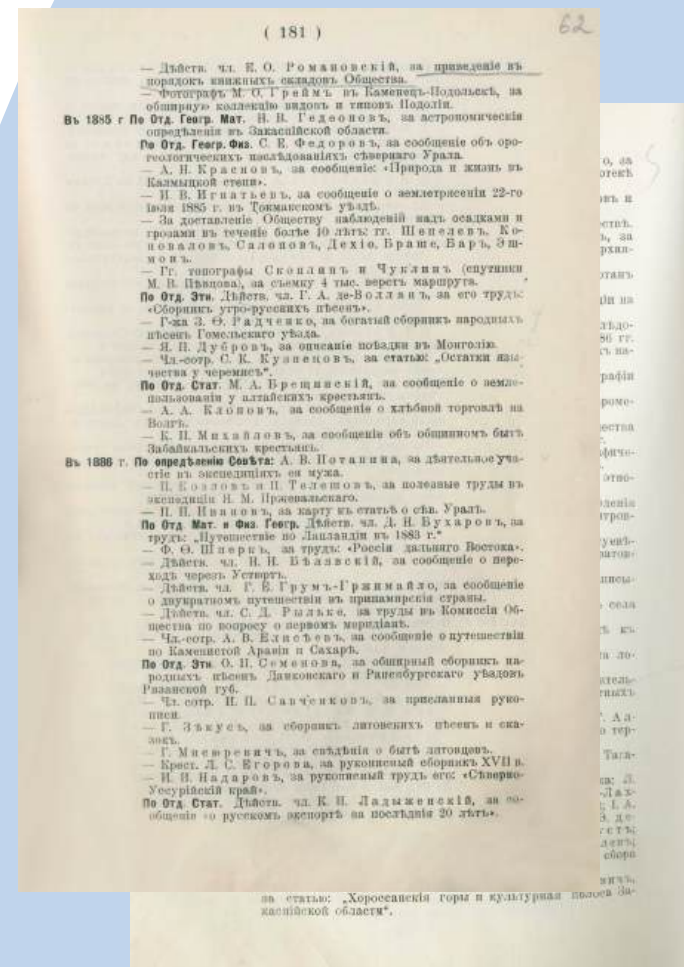 ( 181 )
62
— Дѣйств. чл. Е. О. Романовскій, за приведеніе въ
порядокъ книжныхъ складовъ Общества.
— Фотографъ М. О. Греймъ въ Каменецъ-Подольскѣ, за
обширную коллекцію видовъ и типовъ Подоліи.
Въ 1885 г По Отд. Геогр. Мат. В. В. Гедеоновъ, за астрономическія
опредѣленія въ Закаспійской области.
По Отд. Геогр. Физ. С. Е. Федоровъ, за сообщеніе объ оро-
геологическихъ изслѣдованіяхъ сѣвернаго Урала.
— А. Н. Красновъ, за сообщеніе: «Природа и жизнь въ
Калмыцкой степи».
— И. В. Игнатьевъ, за сообщеніе о землетрясеніи 22-го
іюля 1885 г. въ Токмакскомъ уѣздѣ.
— За доставленіе Обществу наблюденій надъ осадками и
грозами въ теченіе болѣе 10 лѣтъ: гг. Шепелевъ, Ко-
новаловъ, Салоповъ, Дехіо, Браше, Баръ, Эш-
монъ.
— Гг. топографы Скопинъ и Чуклинъ (спутники
М. В. Пѣвцова), за съемку 4 тыс. верстъ маршрута.
По Отд. Этн. Дѣйств. чл. Г. А. де-Волланъ, за его трудъ:
«Сборникъ угро-русскихъ пѣсенъ».
— Г-жа З. Ѳ. Радченко, за богатый сборникъ народныхъ
пѣсенъ Гомельскаго уѣзда.
— Я. П. Дубровъ, за описаніе поѣздки въ Монголію.
— Чл.-сотр. С. К. Кузнецовъ, за статью: „Остатки язы-
чества у черемисъ“.
По Отд. Стат. М. А. Брещинскій, за сообщеніе о земле-
пользованіи у алтайскихъ крестьянъ.
— А. А. Клоповъ, за сообщеніе о хлѣбной торговлѣ на
Волгѣ.
— К. П. Михайловъ, за сообщеніе объ общинномъ бытѣ
Забайкальскихъ крестьянъ.
Въ 1886 г. По опредѣленію Совѣта: А. В. Потанина, за дѣятельное уча-
стіе въ экспедиціяхъ ея мужа.
— П. Козловъ и П. Телешовъ, за полезные труды въ
экспедиціи Н. М. Пржевальскаго.
— П. П. Ивановъ, за карту къ статьѣ о сѣв. Уралѣ.
По Отд. Мат. и Физ. Геогр. Дѣйств. чл. Д. Н. Бухаровъ, за
трудъ: „Путешествіе по Лапландіи въ 1883 г.“
— Ф. Ѳ. Шперкъ, за трудъ: «Россія дальняго Востока».
— Дѣйств. чл. Н. Н. Бѣлявскій, за сообщеніе о пере-
ходѣ черезъ Устюртъ.
— Дѣйств. чл. Г. Е. Грумъ-Гржимайло, за сообщеніе
о двукратномъ путешествіи въ припамирскія страны.
— Дѣйств. чл. С. Д. Рыльке, за труды въ Комиссіи Об-
щества по вопросу о первомъ меридіанѣ.
— Чл.-сотр. А. В. Елисѣевъ, за сообщеніе о путешествіи
по Каменистой Аравіи и Сахарѣ.
По Отд. Этн. О. П. Семенова, за обширный сборникъ на-
родныхъ пѣсенъ Данковскаго и Раненбургскаго уѣздовъ
Рязанской губ.
— Чл. сотр. И. П. Савченковъ, за присланныя руко-
писи.
— Г. Зѣкусъ, за сборникъ литовскихъ пѣсенъ и ска-
зокъ.
— Г. Мисюревичъ, за свѣдѣнія о бытѣ литовцевъ.
— Крест. Л. С. Егорова, за рукописный сборникъ XVII в.
— И. В. Надаровъ, за рукописный трудъ его: «Сѣверно-
Уссурійскій край».
По Отд. Стат. Дѣйств. чл. К. Н. Ладыженскій, за со-
общеніе «о русскомъ экспортѣ за послѣднія 20 лѣтъ».
за статью: „Хороссанскія горы и культурная полоса За-
каспійской области“.